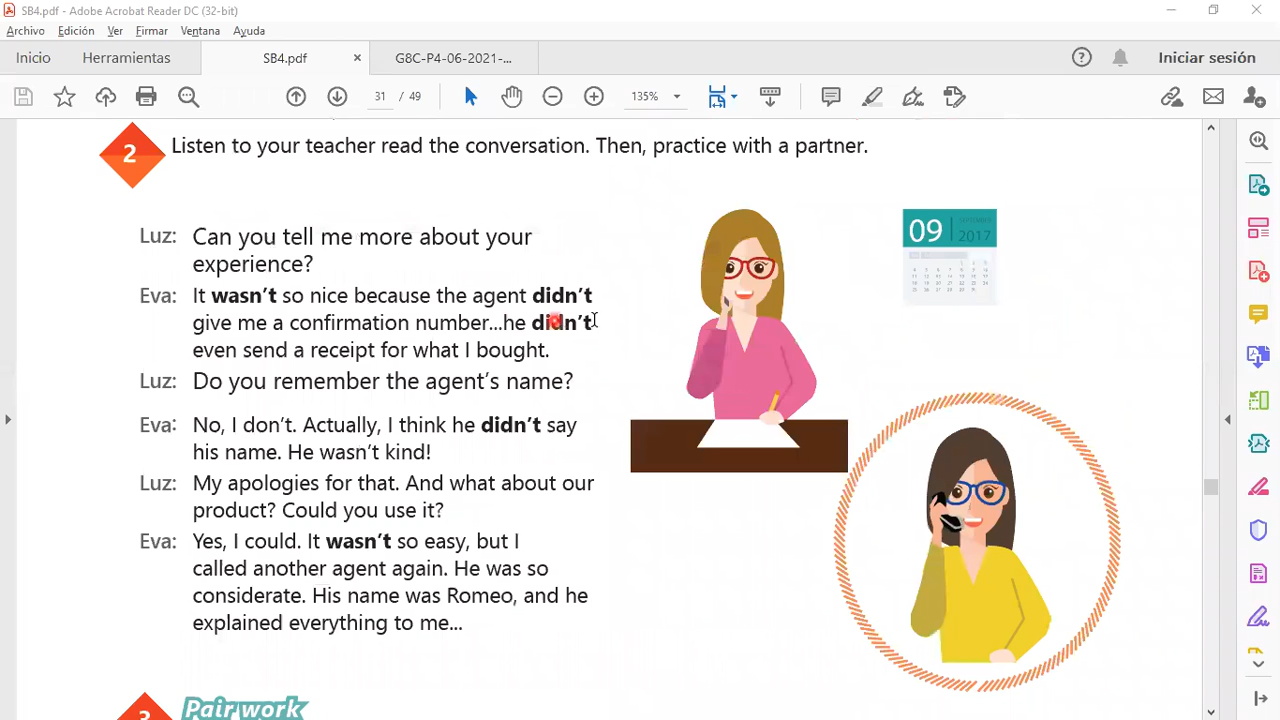 SB4.pdf - Adobe Acrobat Reader DC (32-bit)
Archivo Edición Ver Firmar Ventana Ayuda
Inicio Herramientas SB4.pdf × G8C-P4-06-2021-... Iniciar sesión
31 / 49 135%
2 Listen to your teacher read the conversation. Then, practice with a partner.
Luz: Can you tell me more about your
experience?
Eva: It wasn't so nice because the agent didn't
give me a confirmation number...he didn't
even send a receipt for what I bought.
Luz: Do you remember the agent's name?
Eva: No, I don't. Actually, I think he didn't say
his name. He wasn't kind!
Luz: My apologies for that. And what about our
product? Could you use it?
Eva: Yes, I could. It wasn't so easy, but I
called another agent again. He was so
considerate. His name was Romeo, and he
explained everything to me...
09 SEPTEMBER
2017
3 Pair work